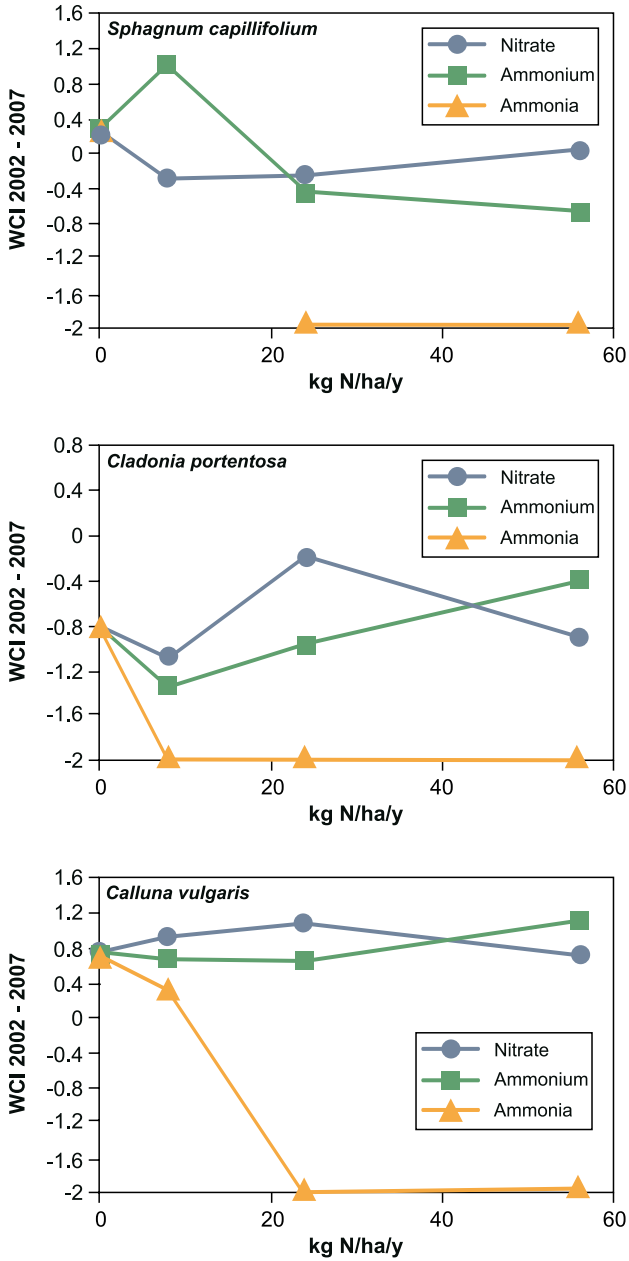 Sphagnum capillifolium
1.6
1.2
0.8
0.4
0
-0.4
-0.8
-1.2
-1.6
-2
WCI 2002 - 2007
Nitrate
Ammonium
Ammonia
0 20 40 60
kg N/ha/y
Cladonia portentosa
0.8
0.4
0
-0.4
-0.8
-1.2
-1.6
-2
WCI 2002 - 2007
Nitrate
Ammonium
Ammonia
0 20 40 60
kg N/ha/y
Calluna vulgaris
1.6
1.2
0.8
0.4
0
-0.4
-0.8
-1.2
-1.6
-2
WCI 2002 - 2007
Nitrate
Ammonium
Ammonia
0 20 40 60
kg N/ha/y